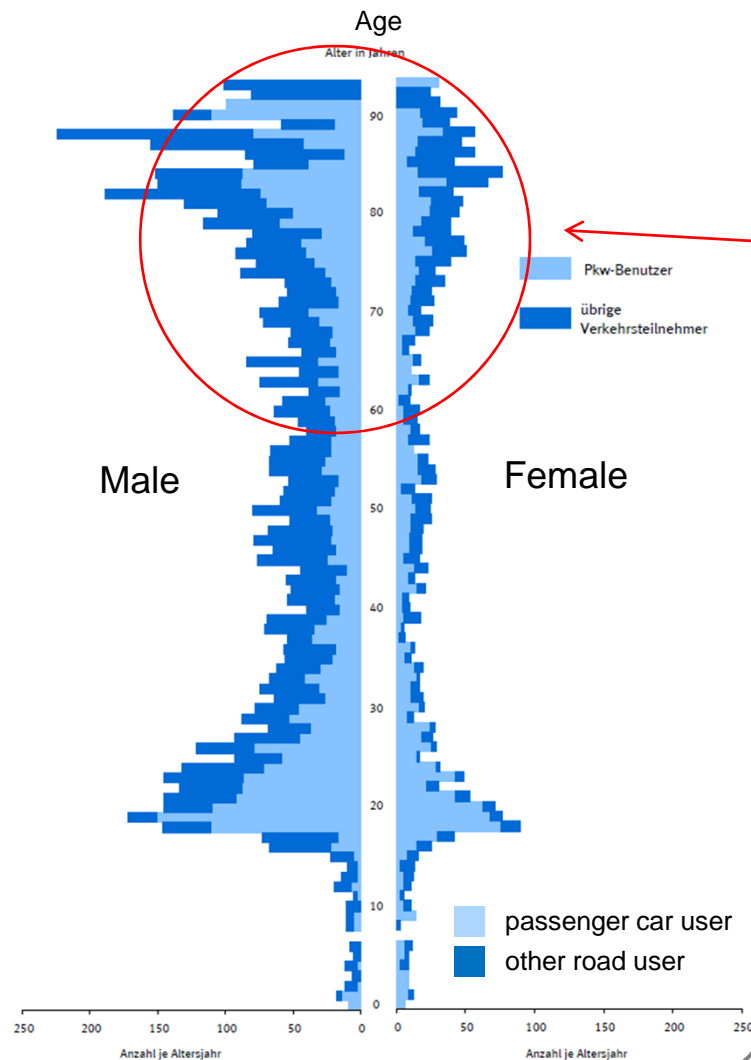 Age
Alter in Jahren
90
80
Pkw-Benutzer
übrige
Verkehrsteilnehmer
70
60
Male
Female
50
40
30
20
10
passenger car user
other road user
0
250 200 150 100 50 0
0 50 100 150 200 250
Anzahl je Altersjahr
Anzahl je Altersjahr